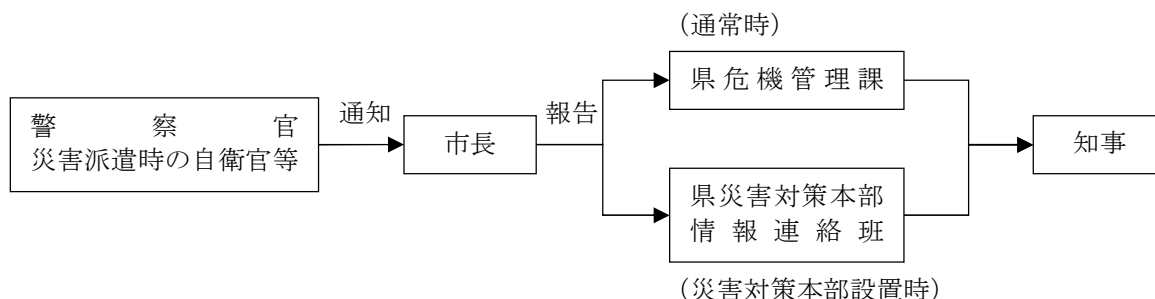 （通常時）
県危機管理課
警察官
災害派遣時の自衛官等
通知
市長
報告
知事
県災害対策本部
情報連絡班
（災害対策本部設置時）